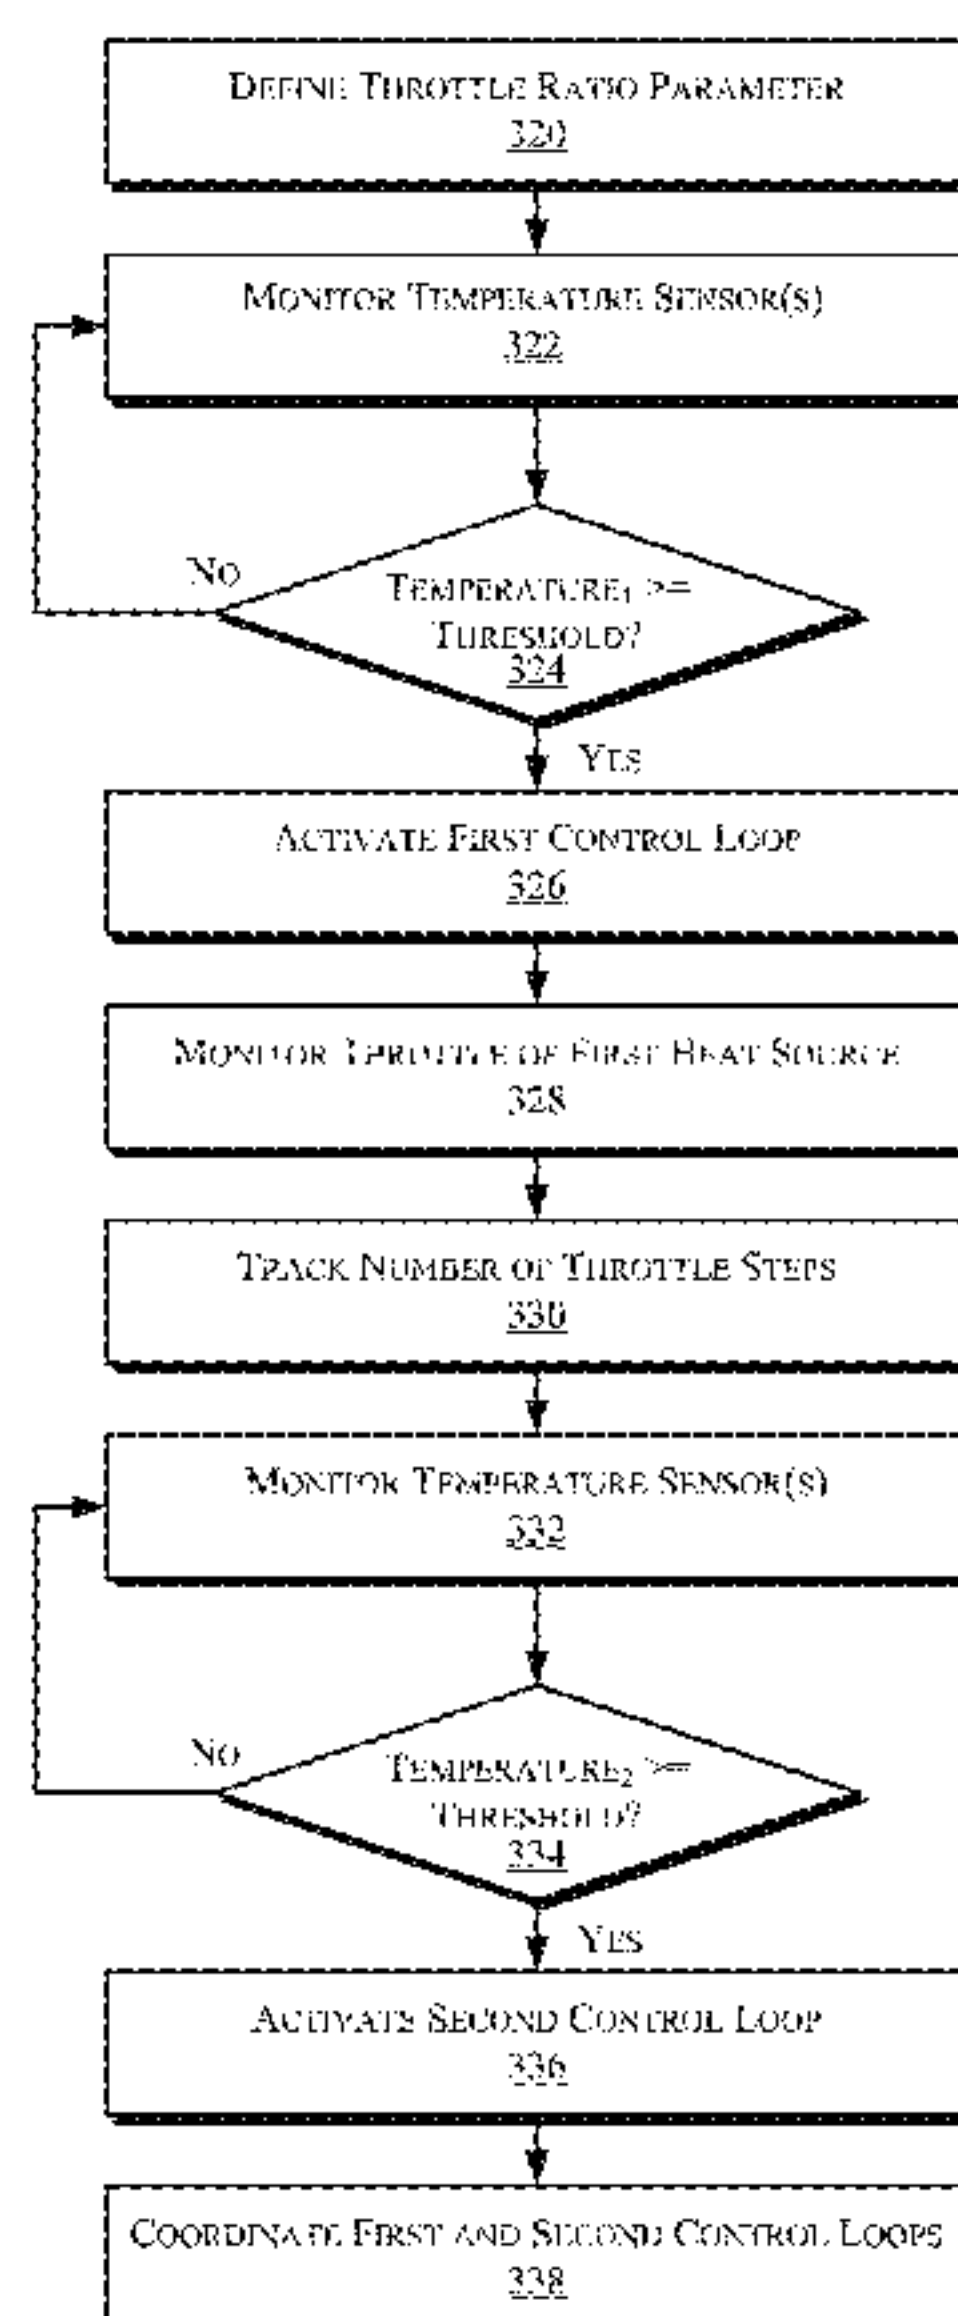 DEFINE THROTTLE RATIO PARAMETER
320
MONITOR TEMPERATURE SENSOR(S)
322
NO
TEMPERATURE₁ >=
THRESHOLD?
324
YES
ACTIVATE FIRST CONTROL LOOP
326
MONITOR THROTTLE OF FIRST HEAT SOURCE
328
TRACK NUMBER OF THROTTLE STEPS
330
MONITOR TEMPERATURE SENSOR(S)
332
NO
TEMPERATURE₂ >=
THRESHOLD?
334
YES
ACTIVATE SECOND CONTROL LOOP
336
COORDINATE FIRST AND SECOND CONTROL LOOPS
338